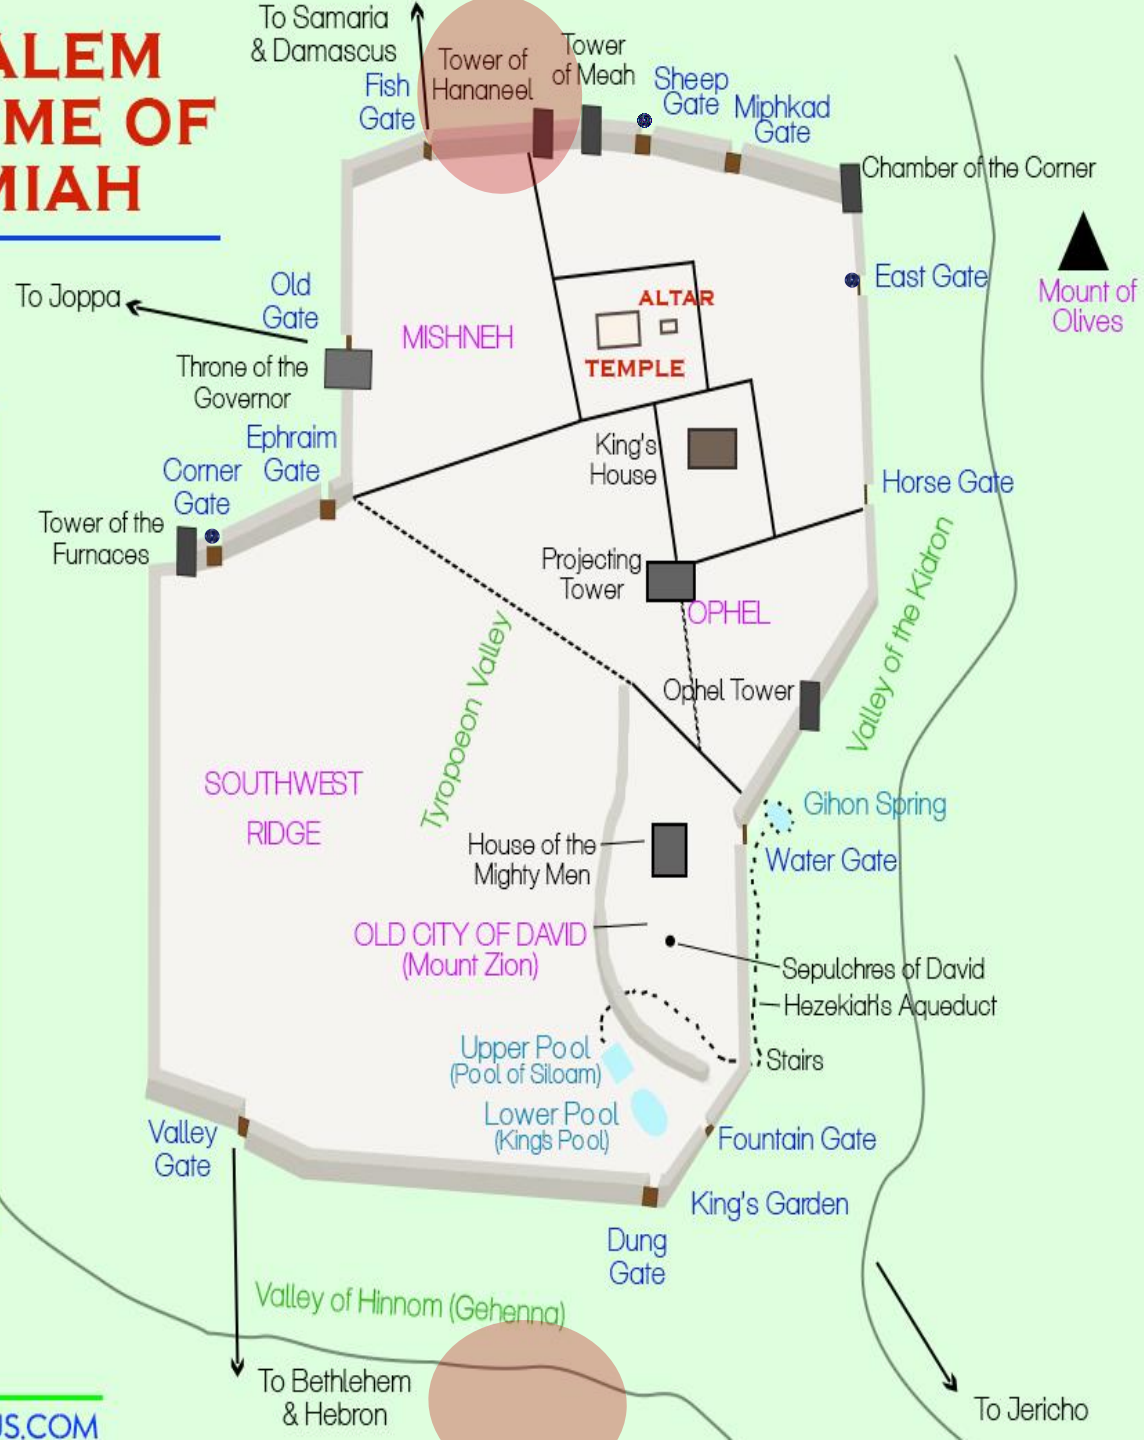 ALEM
ME OF
MIAH
To Samaria
& Damascus
Fish
Gate
Tower of
Hananeel
Tower
of Meah
Sheep
Gate
Miphkad
Gate
Chamber of the Corner
Mount of
Olives
East Gate
To Joppa
Old
Gate
Throne of the
Governor
MISHNEH
ALTAR
TEMPLE
Ephraim
Gate
Corner
Gate
Tower of the
Furnaces
King's
House
Horse Gate
Projecting
Tower
OPHEL
Valley of the Kidron
Ophel Tower
Tyropoeon Valley
SOUTHWEST
RIDGE
Gihon Spring
Water Gate
House of the
Mighty Men
OLD CITY OF DAVID
(Mount Zion)
Sepulchres of David
Hezekiah's Aqueduct
Stairs
Upper Pool
(Pool of Siloam)
Lower Pool
(King's Pool)
Valley
Gate
Fountain Gate
King's Garden
Dung
Gate
Valley of Hinnom (Gehenna)
To Bethlehem
& Hebron
To Jericho
US.COM